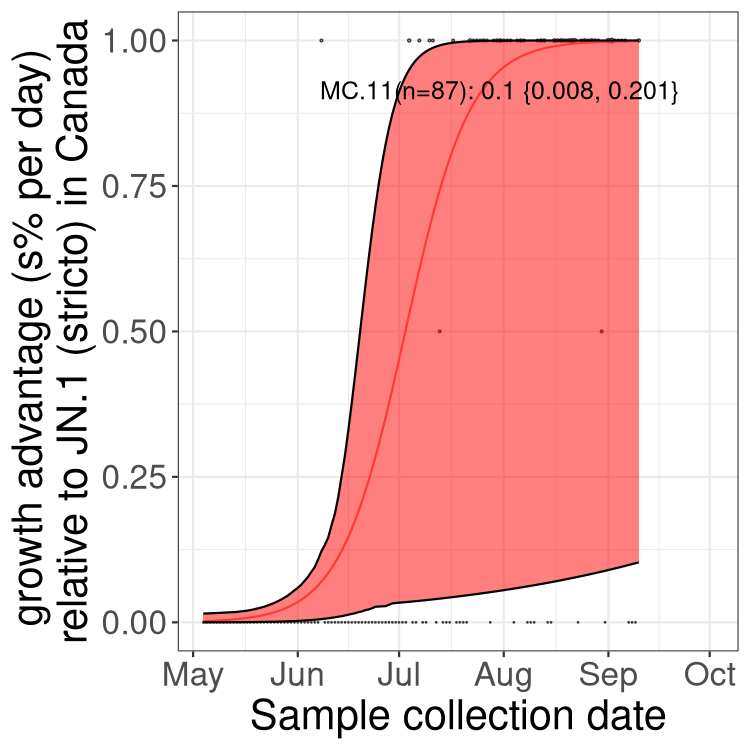 growth advantage (s% per day)
relative to JN.1 (stricto) in Canada
1.00
0.75
0.50
0.25
0.00
MC.11(n=87): 0.1 {0.008, 0.201}
May Jun Jul Aug Sep Oct
Sample collection date